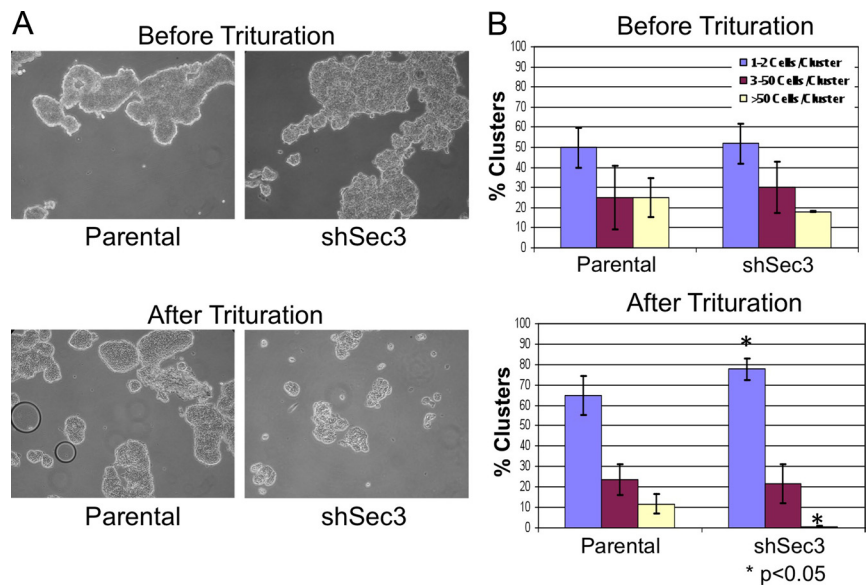 A
Before Trituration
Parental
shSec3
After Trituration
Parental
shSec3
B
Before Trituration
% Clusters
100
90
80
70
60
50
40
30
20
10
0
1-2 Cells/Cluster
3-50 Cells/Cluster
>50 Cells/Cluster
Parental
shSec3
After Trituration
% Clusters
100
90
80
70
60
50
40
30
20
10
0
*
*
Parental
shSec3
* p<0.05